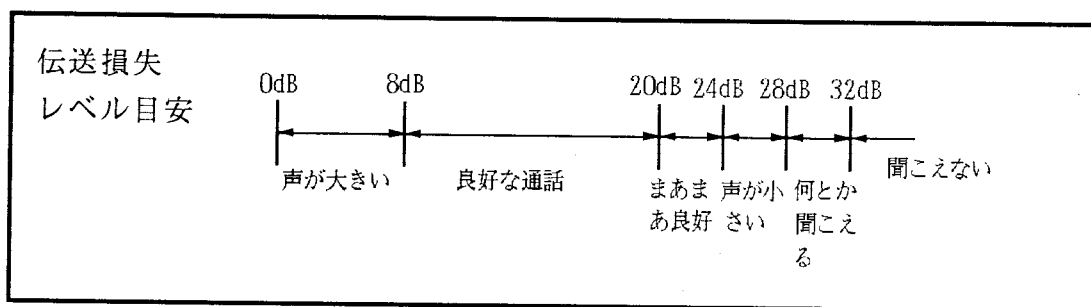 伝送損失
レベル目安
0dB 8dB 20dB 24dB 28dB 32dB
声が大きい
良好な通話
まあま
あ良好
声が小
さい
何とか
聞こえ
る
聞こえない